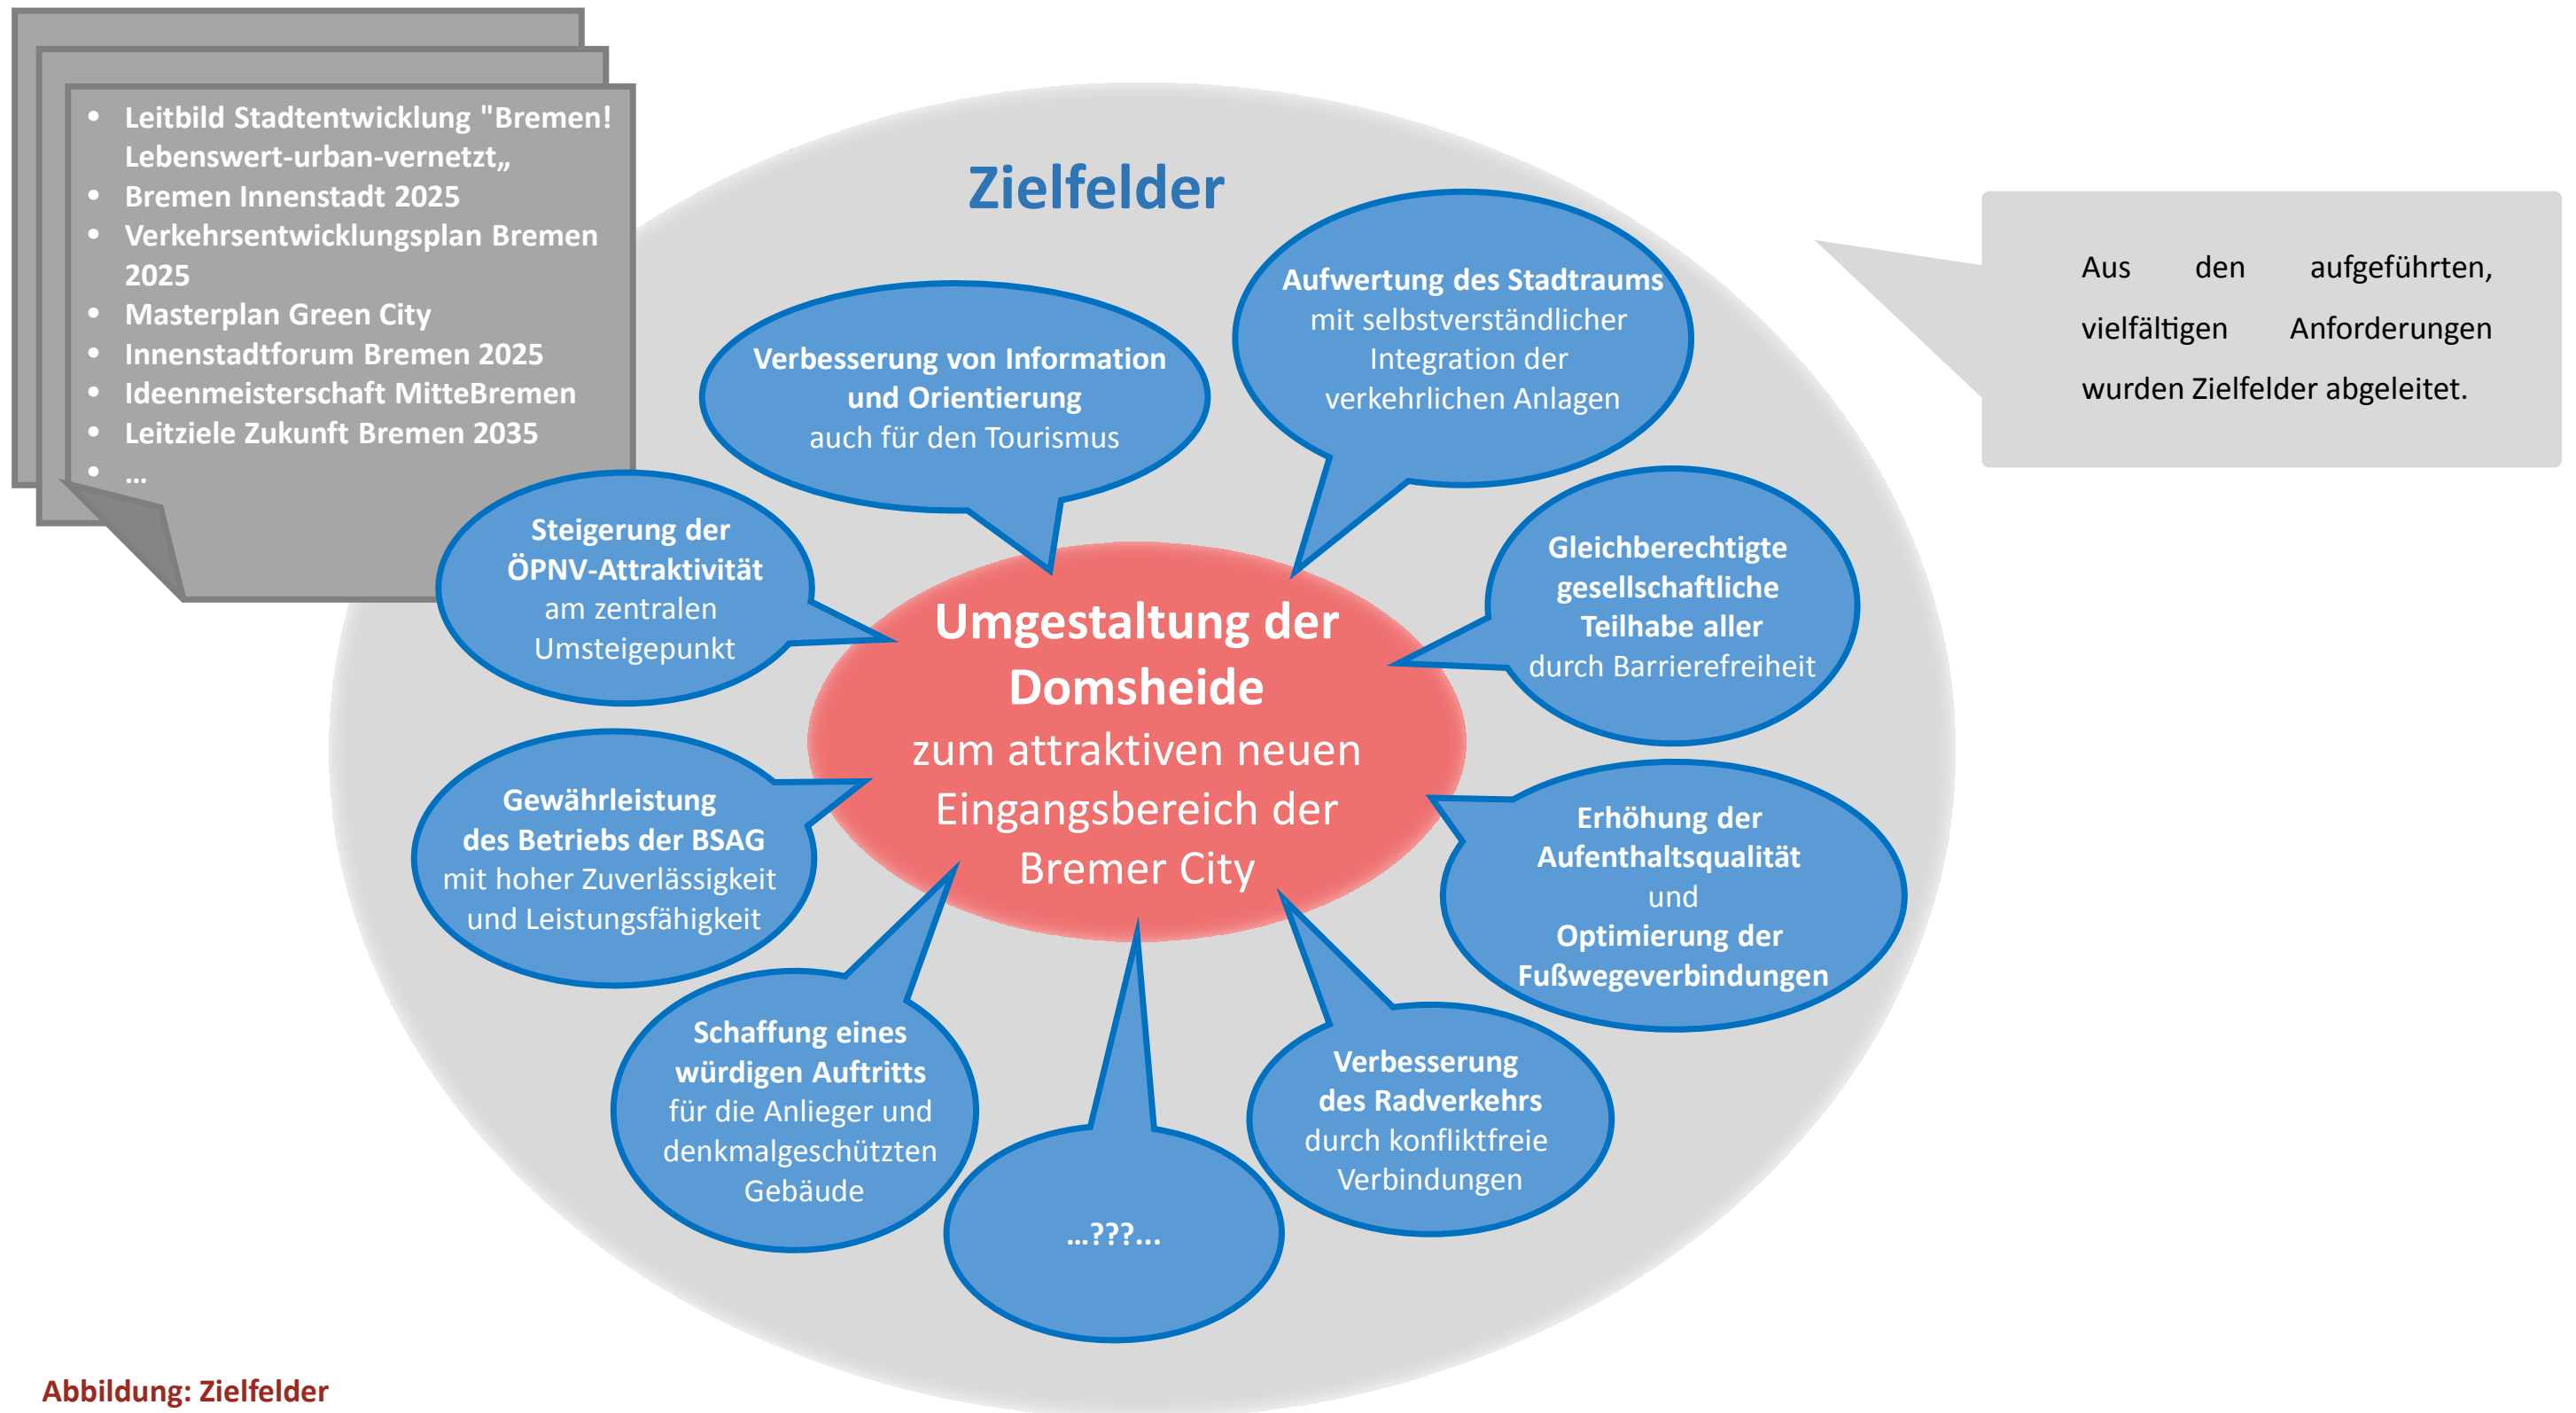 • Leitbild Stadtentwicklung "Bremen!
Lebenswert-urban-vernetzt„
• Bremen Innenstadt 2025
• Verkehrsentwicklungsplan Bremen
2025
• Masterplan Green City
• Innenstadtforum Bremen 2025
• Ideenmeisterschaft MitteBremen
• Leitziele Zukunft Bremen 2035
• ...
Zielfelder
Aus den aufgeführten,
vielfältigen Anforderungen
wurden Zielfelder abgeleitet.
Verbesserung von Information
und Orientierung
auch für den Tourismus
Aufwertung des Stadtraums
mit selbstverständlicher
Integration der
verkehrlichen Anlagen
Steigerung der
ÖPNV-Attraktivität
am zentralen
Umsteigepunkt
Gleichberechtigte
gesellschaftliche
Teilhabe aller
durch Barrierefreiheit
Umgestaltung der
Domsheide
zum attraktiven neuen
Eingangsbereich der
Bremer City
Gewährleistung
des Betriebs der BSAG
mit hoher Zuverlässigkeit
und Leistungsfähigkeit
Erhöhung der
Aufenthaltsqualität
und
Optimierung der
Fußwegeverbindungen
Schaffung eines
würdigen Auftritts
für die Anlieger und
denkmalgeschützten
Gebäude
...???...
Verbesserung
des Radverkehrs
durch konfliktfreie
Verbindungen
Abbildung: Zielfelder